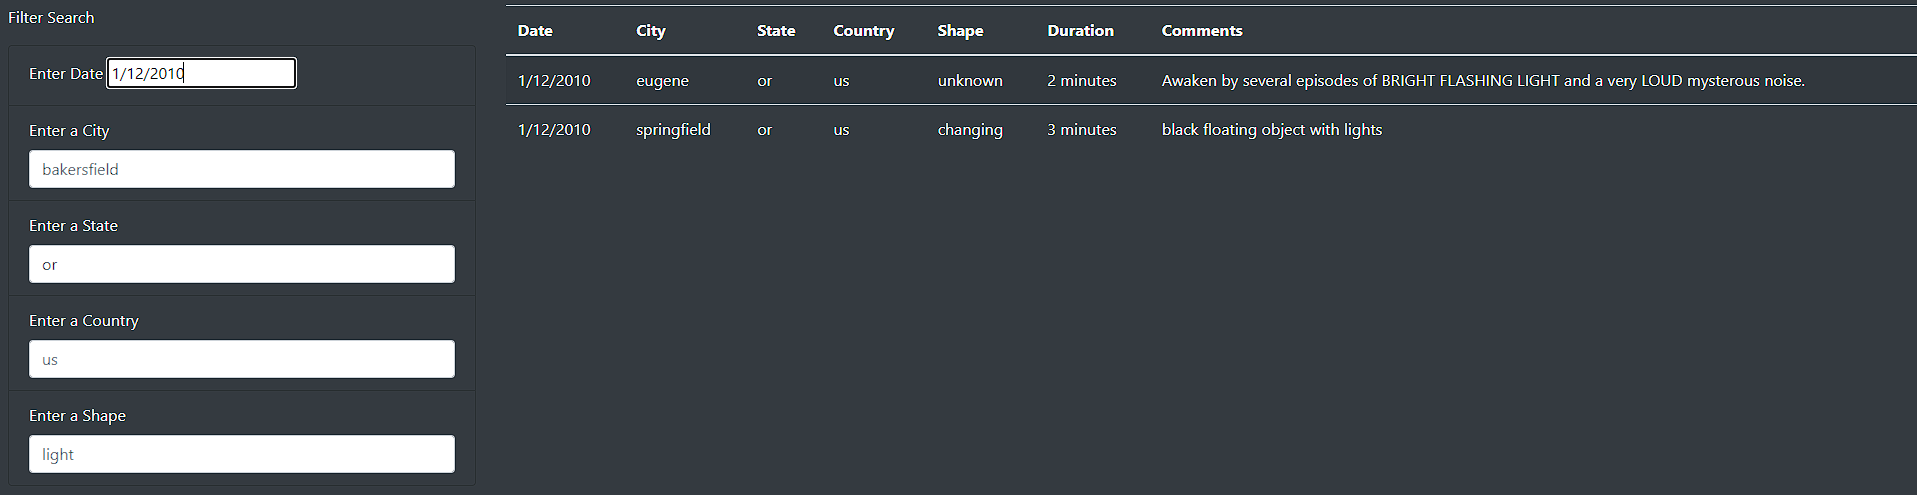 Filter Search
Enter Date 1/12/2010
Enter a City
bakersfield
Enter a State
or
Enter a Country
us
Enter a Shape
light
Date City State Country Shape Duration Comments
1/12/2010 eugene or us unknown 2 minutes Awaken by several episodes of BRIGHT FLASHING LIGHT and a very LOUD mysterous noise.
1/12/2010 springfield or us changing 3 minutes black floating object with lights